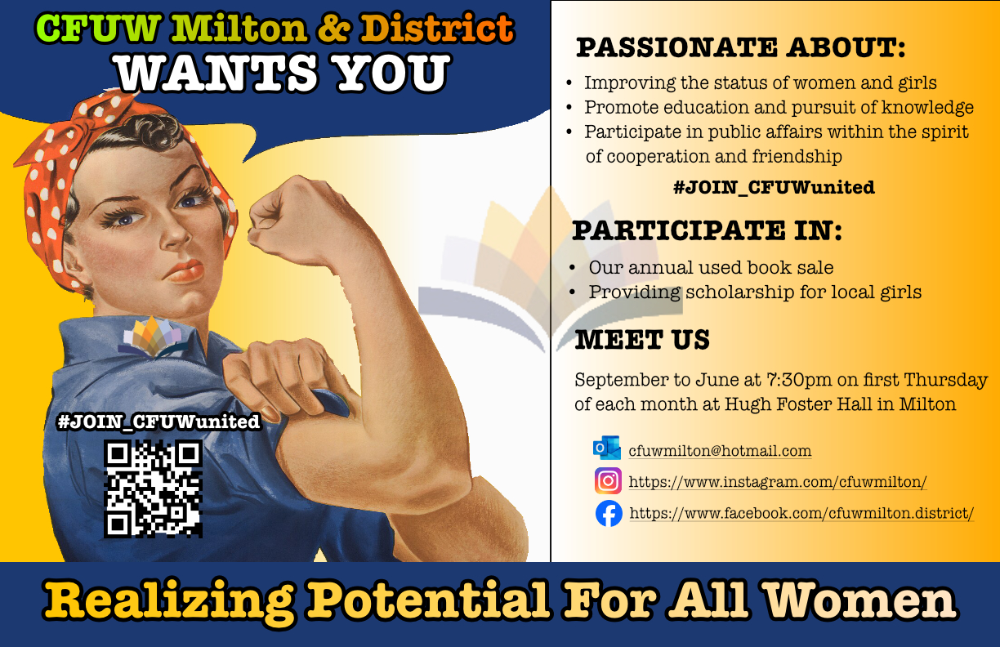 CFUW Milton & District
WANTS YOU
#JOIN_CFUWunited
PASSIONATE ABOUT:
• Improving the status of women and girls
• Promote education and pursuit of knowledge
• Participate in public affairs within the spirit
of cooperation and friendship
#JOIN_CFUWunited
PARTICIPATE IN:
• Our annual used book sale
• Providing scholarship for local girls
MEET US
September to June at 7:30pm on first Thursday
of each month at Hugh Foster Hall in Milton
cfuwmilton@hotmail.com
https://www.instagram.com/cfuwmilton/
https://www.facebook.com/cfuwmilton.district/
Realizing Potential For All Women